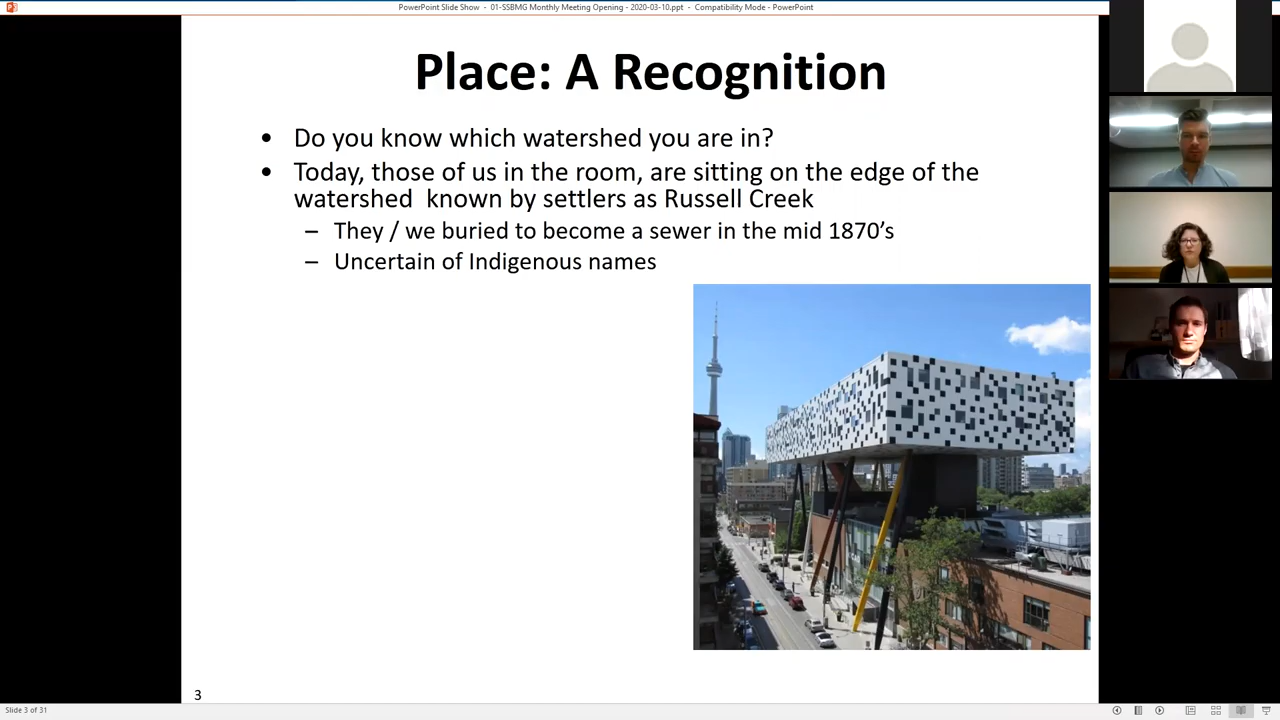 PowerPoint Slide Show - 01-SSBMG Monthly Meeting Opening - 2020-03-10.ppt - Compatibility Mode - PowerPoint
Place: A Recognition
• Do you know which watershed you are in?
• Today, those of us in the room, are sitting on the edge of the
watershed known by settlers as Russell Creek
– They / we buried to become a sewer in the mid 1870’s
– Uncertain of Indigenous names
3
Slide 3 of 31